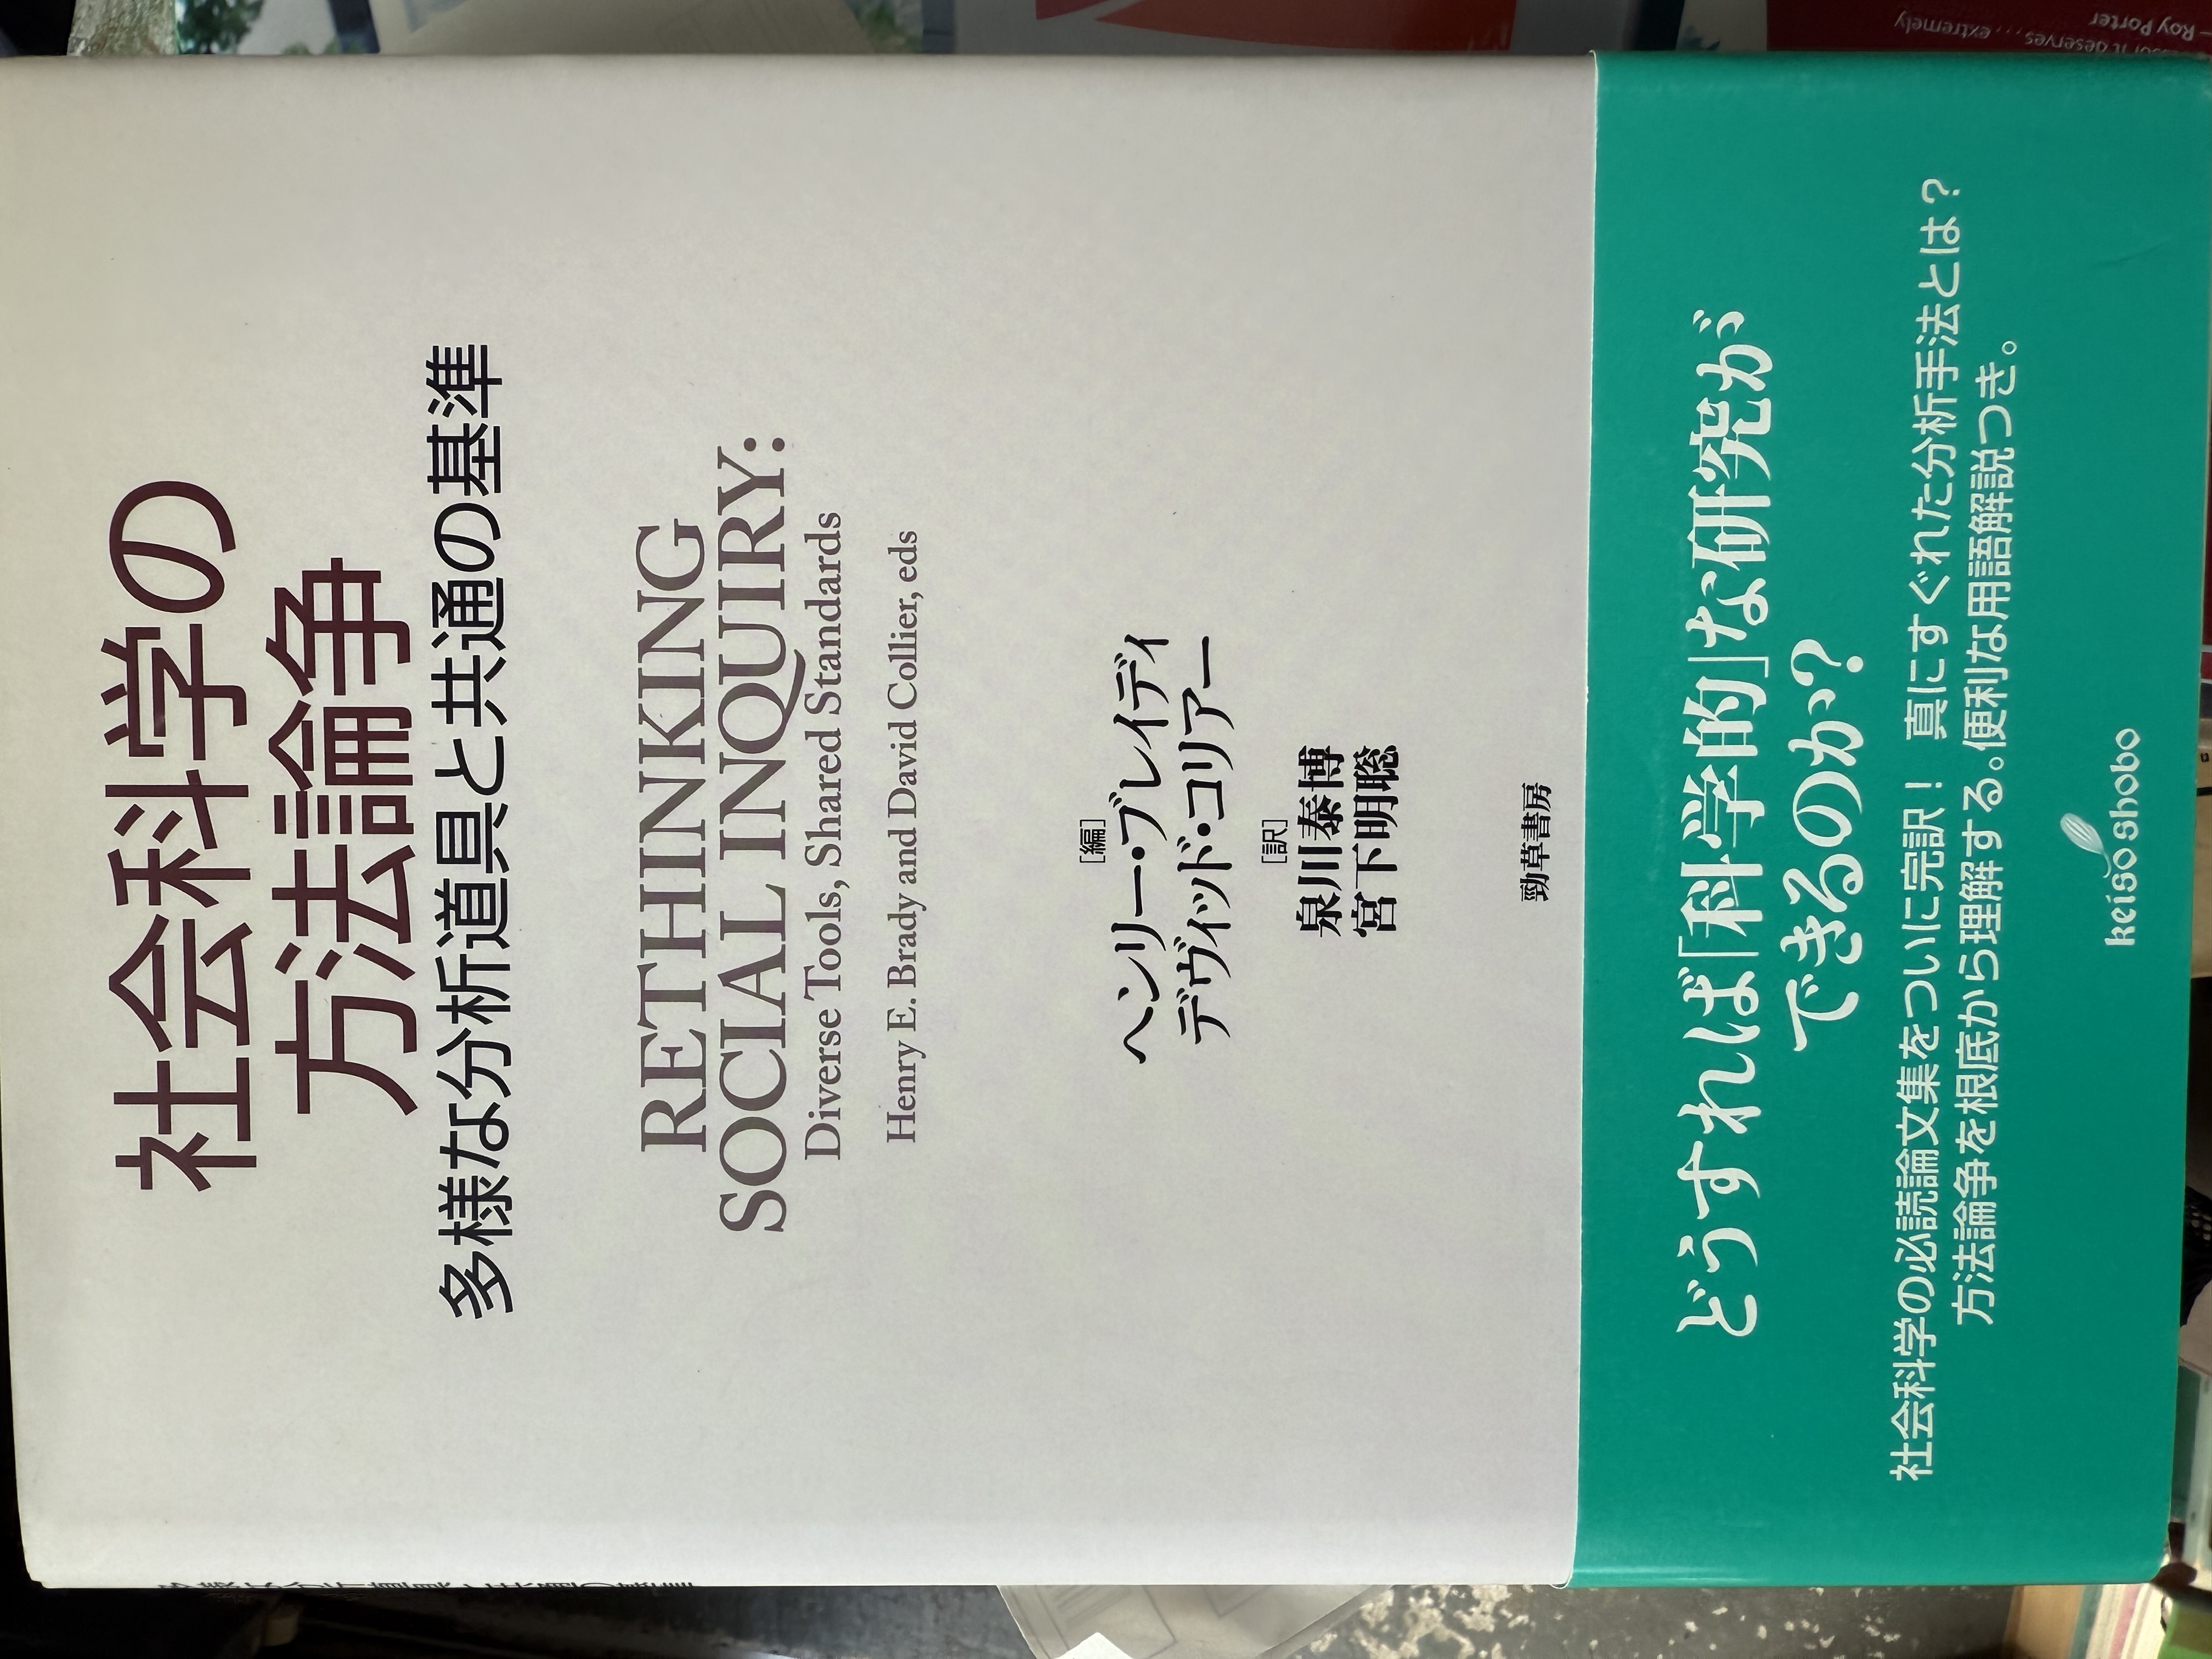 社会科学の
方法論争
多様な分析道具と共通の基準
RETHINKING
SOCIAL INQUIRY:
Diverse Tools, Shared Standards
Henry E. Brady and David Collier, eds
[編]
ヘンリー・ブレイディ
デヴィッド・コリアー
[訳]
泉川泰博
宮下明聡
勁草書房
どうすれば「科学的」な研究が
できるのか?
社会科学の必読論文集をついに完訳! 真にすぐれた分析手法とは?
方法論争を根底から理解する。便利な用語解説つき。
keiso shobo
it deserves . . . . extremely
Roy Porter